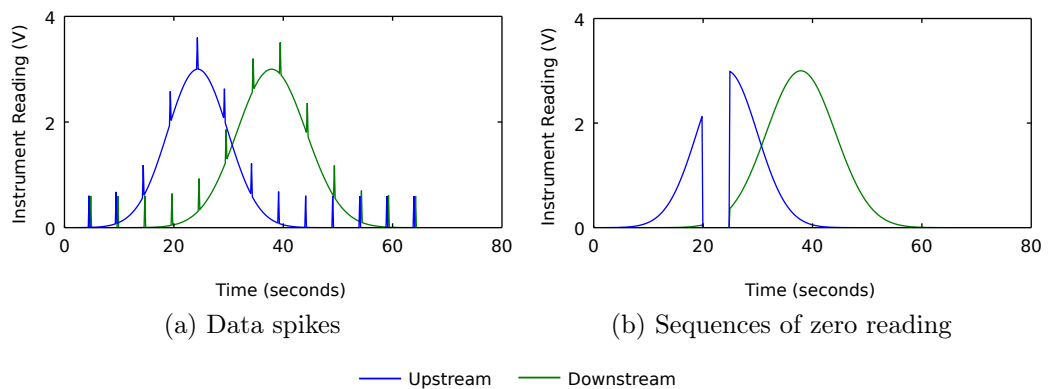 Instrument Reading (V)
4
2
0
0 20 40 60 80
Time (seconds)
(a) Data spikes
Instrument Reading (V)
4
2
0
0 20 40 60 80
Time (seconds)
(b) Sequences of zero reading
Upstream Downstream